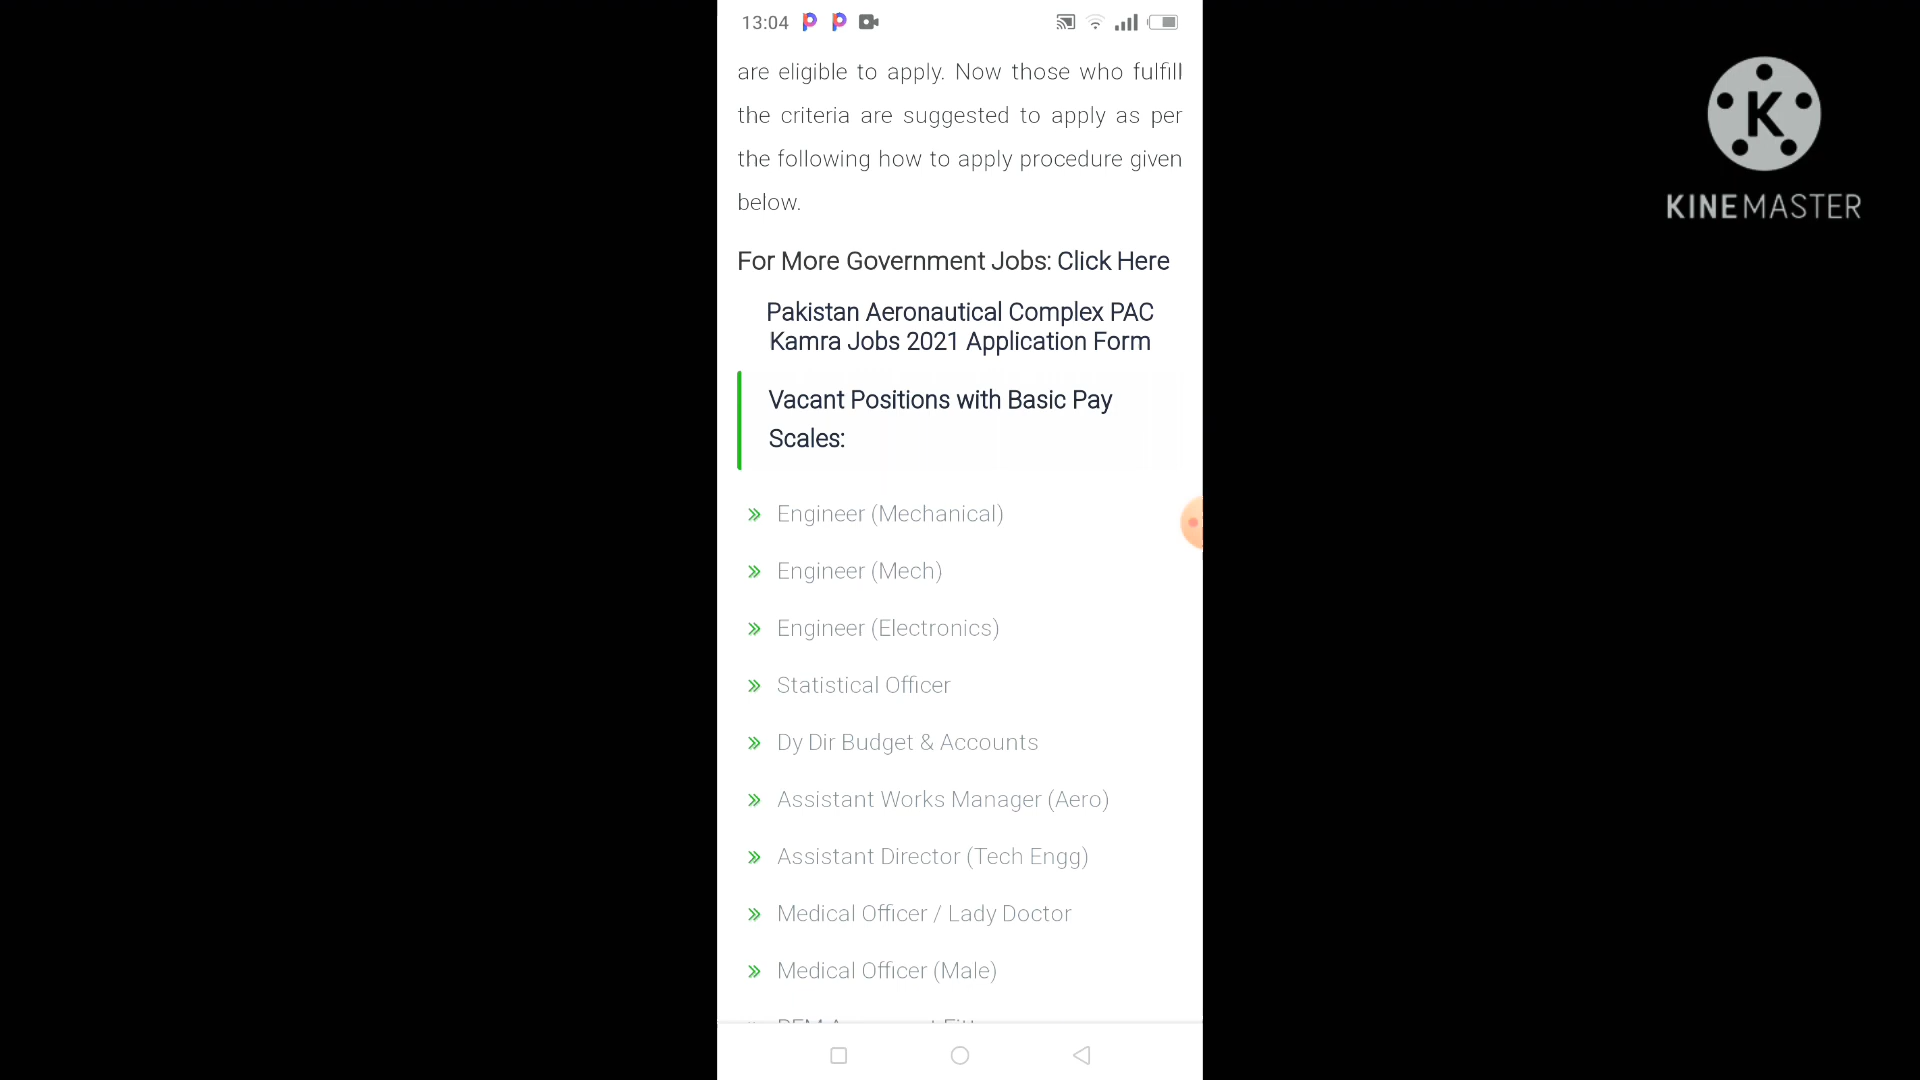 13:04
are eligible to apply. Now those who fulfill
the criteria are suggested to apply as per
the following how to apply procedure given
below.
For More Government Jobs: Click Here
Pakistan Aeronautical Complex PAC
Kamra Jobs 2021 Application Form
Vacant Positions with Basic Pay
Scales:
Engineer (Mechanical)
Engineer (Mech)
Engineer (Electronics)
Statistical Officer
Dy Dir Budget & Accounts
Assistant Works Manager (Aero)
Assistant Director (Tech Engg)
Medical Officer / Lady Doctor
Medical Officer (Male)
K
KINEMASTER